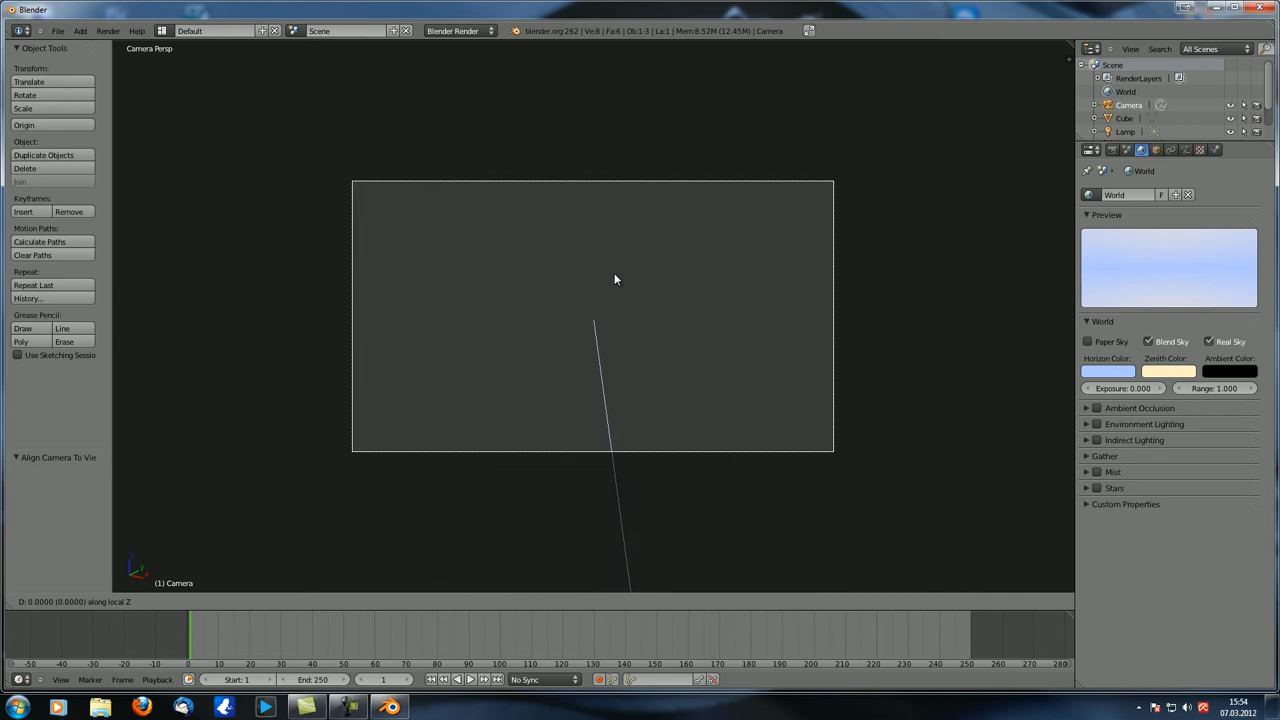 Blender
File Add Render Help Default Scene Blender Render blender.org 262 | Ve:8 | Fa:6 | Ob:1-3 | La:1 | Mem:8.52M (12.45M) | Camera
Object Tools
Transform:
Translate
Rotate
Scale
Origin
Object:
Duplicate Objects
Delete
Join
Keyframes:
Insert Remove
Motion Paths:
Calculate Paths
Clear Paths
Repeat:
Repeat Last
History...
Grease Pencil:
Draw Line
Poly Erase
Use Sketching Sessio
Align Camera To Vie
Camera Persp
(1) Camera
D: 0.0000 (0.0000) along local Z
View Search All Scenes
Scene
RenderLayers |
World
Camera |
Cube |
Lamp |
World
World F
Preview
World
Paper Sky Blend Sky Real Sky
Horizon Color: Zenith Color: Ambient Color:
Exposure: 0.000 Range: 1.000
Ambient Occlusion
Environment Lighting
Indirect Lighting
Gather
Mist
Stars
Custom Properties
-50 -40 -30 -20 -10 0 10 20 30 40 50 60 70 80 90 100 110 120 130 140 150 160 170 180 190 200 210 220 230 240 250 260 270 280
View Marker Frame Playback Start: 1 End: 250 1 No Sync
15:54
07.03.2012